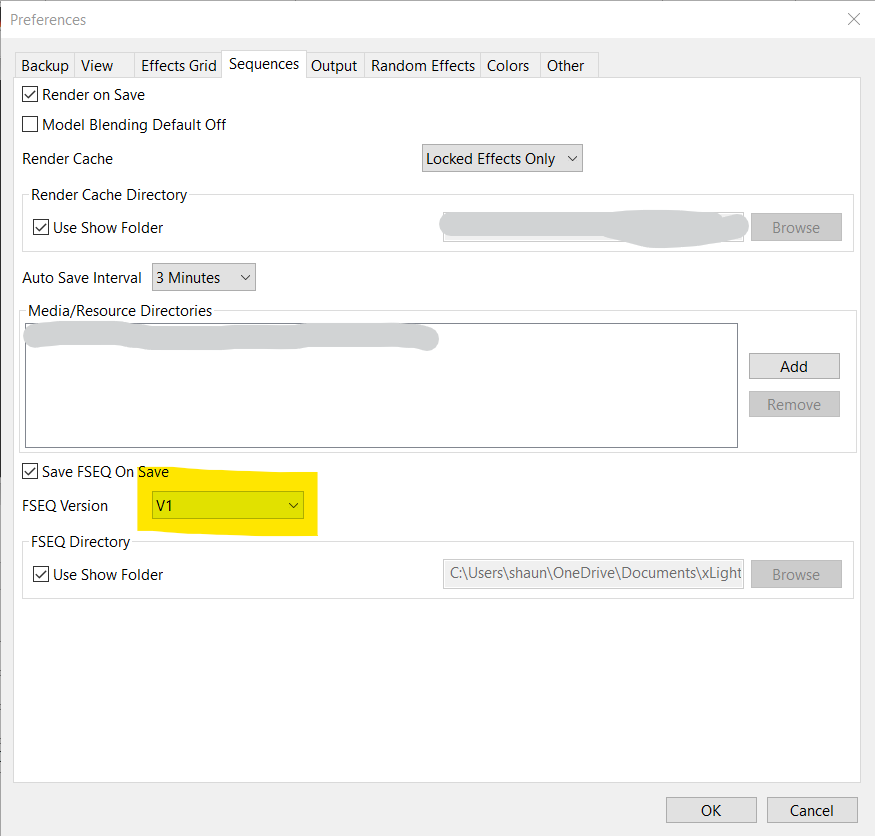 Preferences
Backup View Effects Grid Sequences Output Random Effects Colors Other
Render on Save
Model Blending Default Off
Render Cache Locked Effects Only
Render Cache Directory
Use Show Folder Browse
Auto Save Interval 3 Minutes
Media/Resource Directories
Add
Remove
Save FSEQ On Save
FSEQ Version V1
FSEQ Directory
Use Show Folder C:\Users\shaun\OneDrive\Documents\xLight Browse
OK Cancel